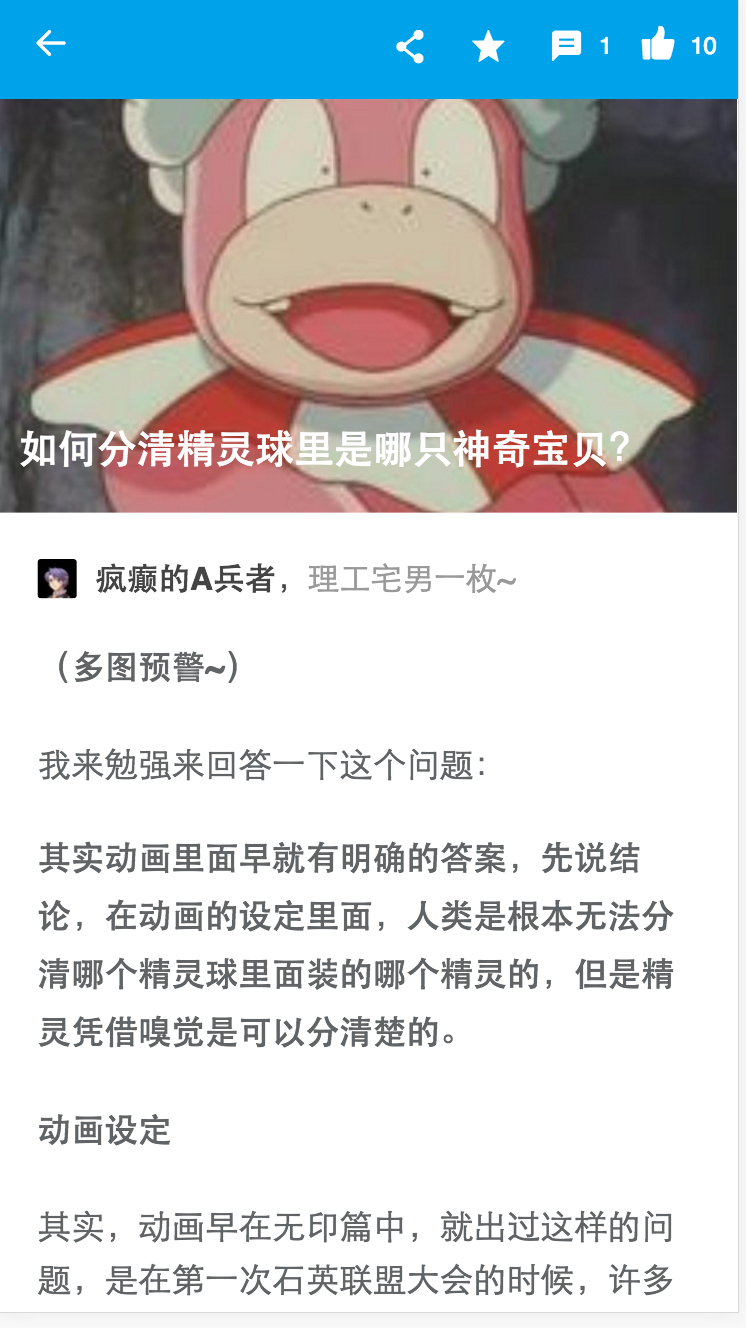 1
10
如何分清精灵球里是哪只神奇宝贝？
疯癫的A兵者，理工宅男一枚~
（多图预警~）
我来勉强来回答一下这个问题：
其实动画里面早就有明确的答案，先说结
论，在动画的设定里面，人类是根本无法分
清哪个精灵球里面装的哪个精灵的，但是精
灵凭借嗅觉是可以分清楚的。
动画设定
其实，动画早在无印篇中，就出过这样的问
题，是在第一次石英联盟大会的时候，许多